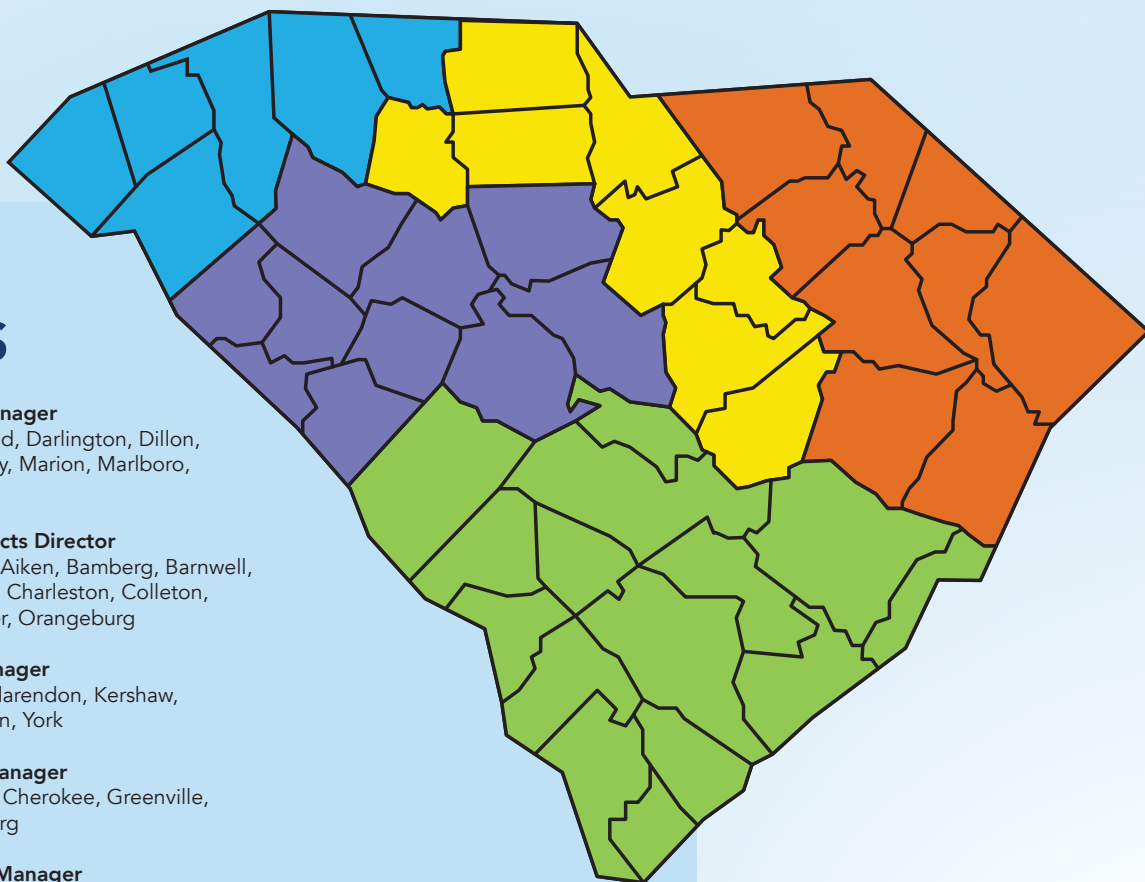 s
nager
d, Darlington, Dillon,
y, Marion, Marlboro,
cts Director
Aiken, Bamberg, Barnwell,
, Charleston, Colleton,
r, Orangeburg
nager
larendon, Kershaw,
n, York
anager
Cherokee, Greenville,
rg
Manager